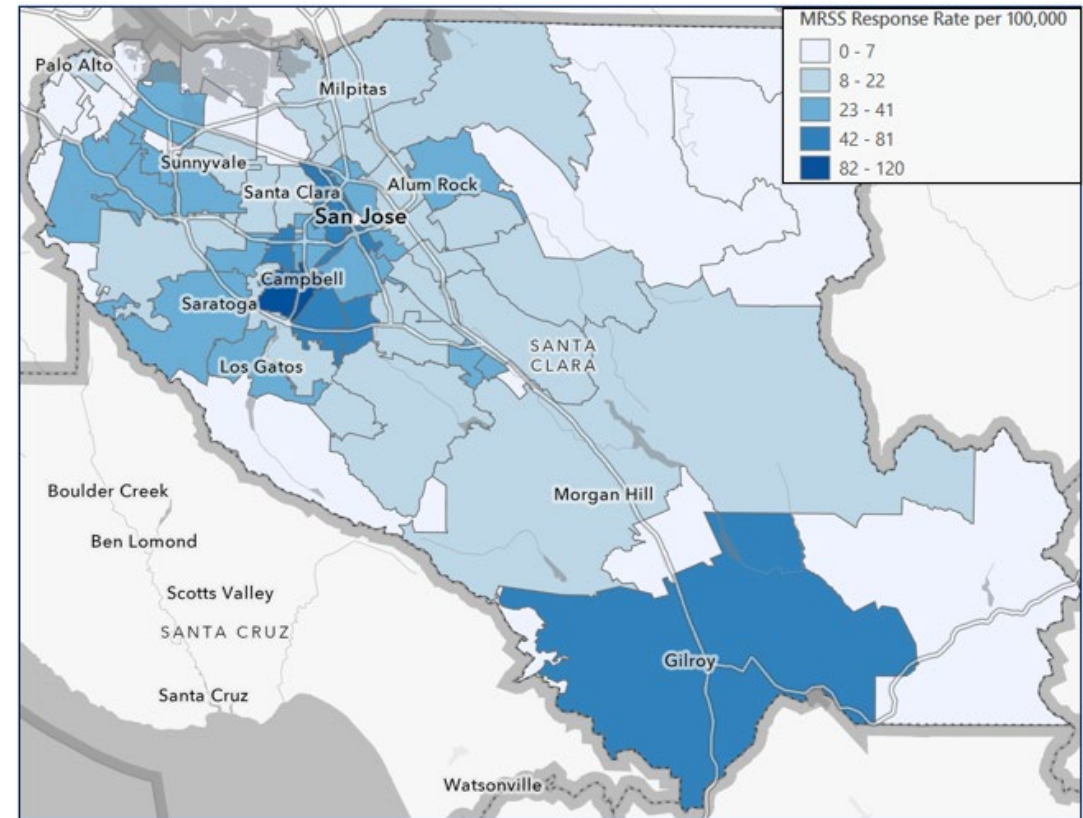 MRSS Response Rate per 100,000
0 - 7
8 - 22
23 - 41
42 - 81
82 - 120
Palo Alto
Milpitas
Sunnyvale
Santa Clara
Alum Rock
San Jose
Campbell
Saratoga
SANTA
CLARA
Los Gatos
Boulder Creek
Morgan Hill
Ben Lomond
Scotts Valley
SANTA CRUZ
Gilroy
Santa Cruz
Watsonville